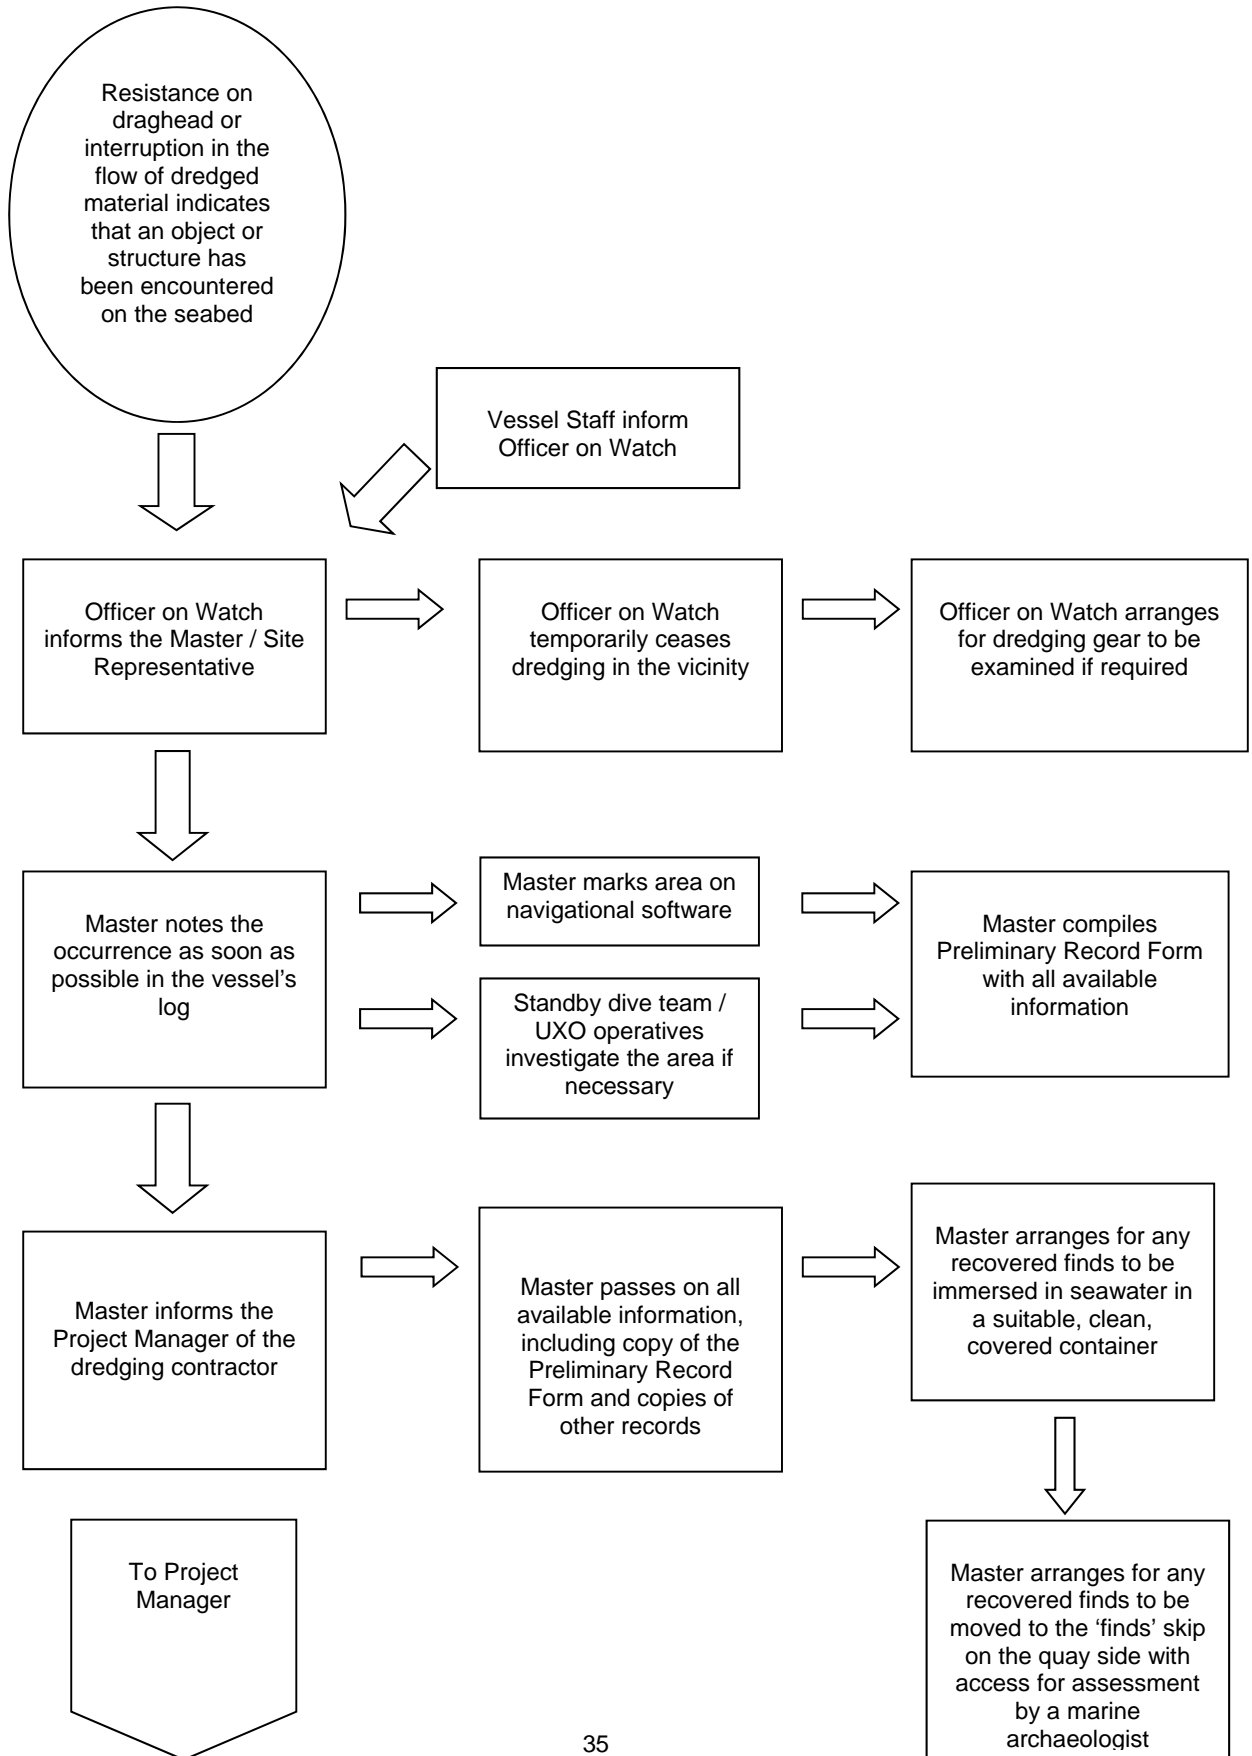 Resistance on
draghead or
interruption in the
flow of dredged
material indicates
that an object or
structure has
been encountered
on the seabed
Vessel Staff inform
Officer on Watch
Officer on Watch
informs the Master / Site
Representative
Officer on Watch
temporarily ceases
dredging in the vicinity
Officer on Watch arranges
for dredging gear to be
examined if required
Master notes the
occurrence as soon as
possible in the vessel's
log
Master marks area on
navigational software
Standby dive team /
UXO operatives
investigate the area if
necessary
Master compiles
Preliminary Record Form
with all available
information
Master informs the
Project Manager of the
dredging contractor
Master passes on all
available information,
including copy of the
Preliminary Record
Form and copies of
other records
Master arranges for any
recovered finds to be
immersed in seawater in
a suitable, clean,
covered container
To Project
Manager
Master arranges for any
recovered finds to be
moved to the ‘finds’ skip
on the quay side with
access for assessment
by a marine
archaeologist
35